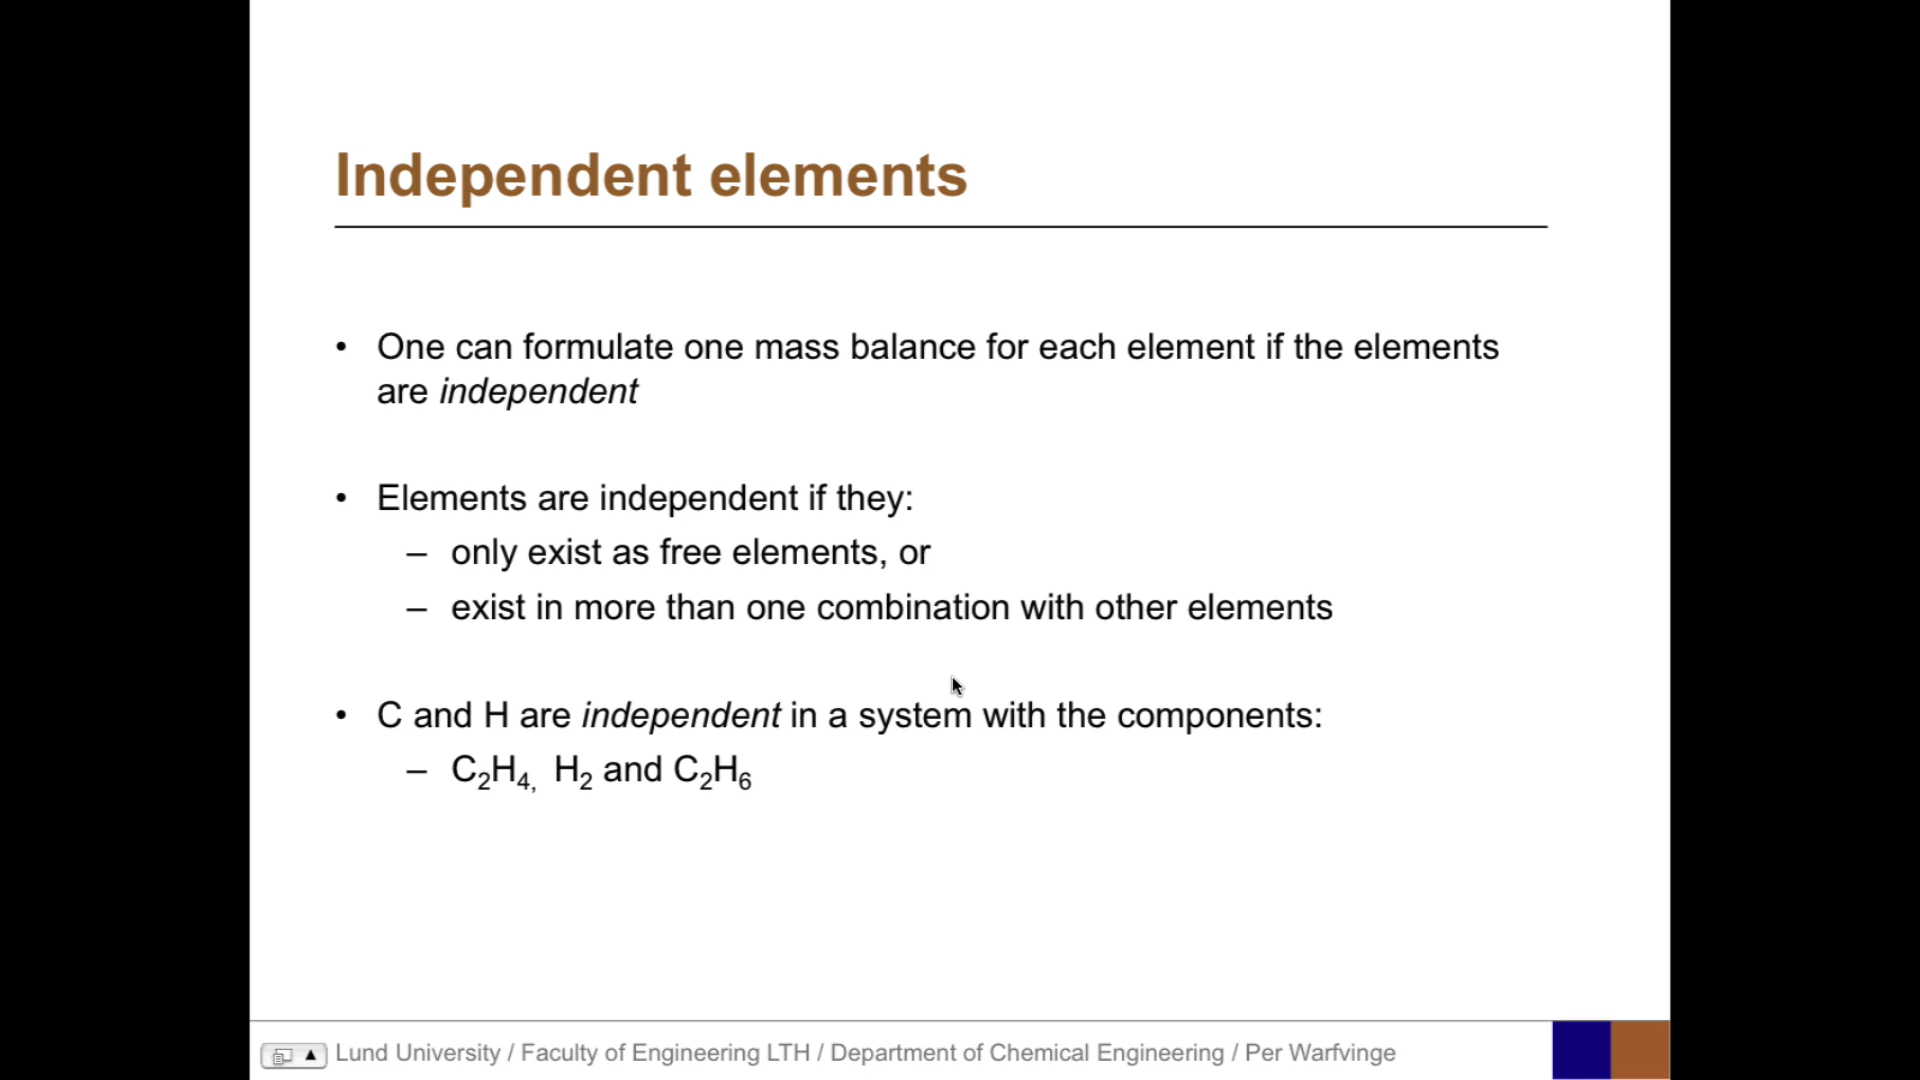 Independent elements
• One can formulate one mass balance for each element if the elements
are independent
• Elements are independent if they:
– only exist as free elements, or
– exist in more than one combination with other elements
• C and H are independent in a system with the components:
– C₂H₄, H₂ and C₂H₆
Lund University / Faculty of Engineering LTH / Department of Chemical Engineering / Per Warfvinge